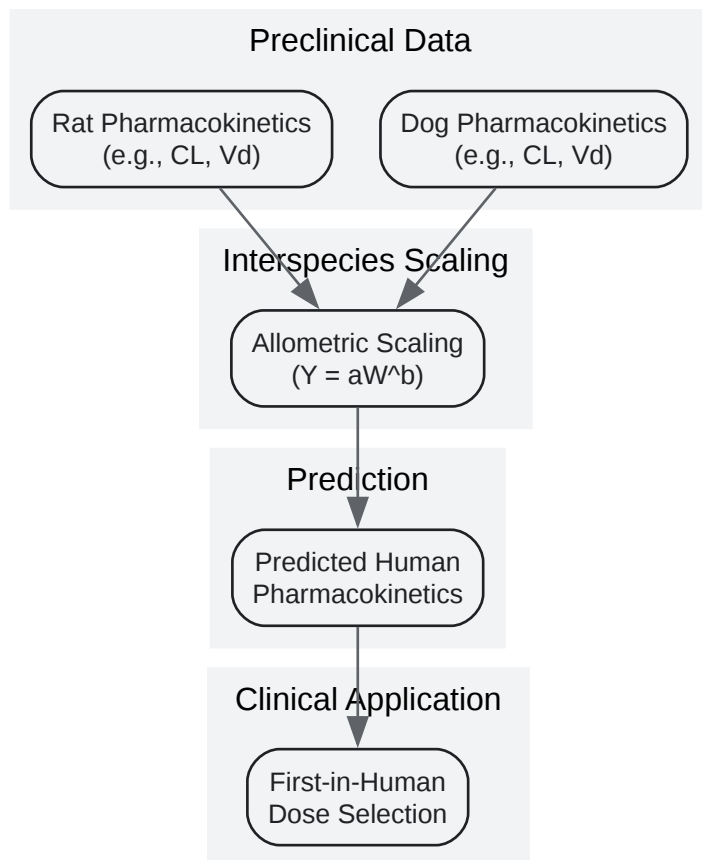 Preclinical Data
Rat Pharmacokinetics
(e.g., CL, Vd)
Dog Pharmacokinetics
(e.g., CL, Vd)
Interspecies Scaling
Allometric Scaling
(Y = aW^b)
Prediction
Predicted Human
Pharmacokinetics
Clinical Application
First-in-Human
Dose Selection